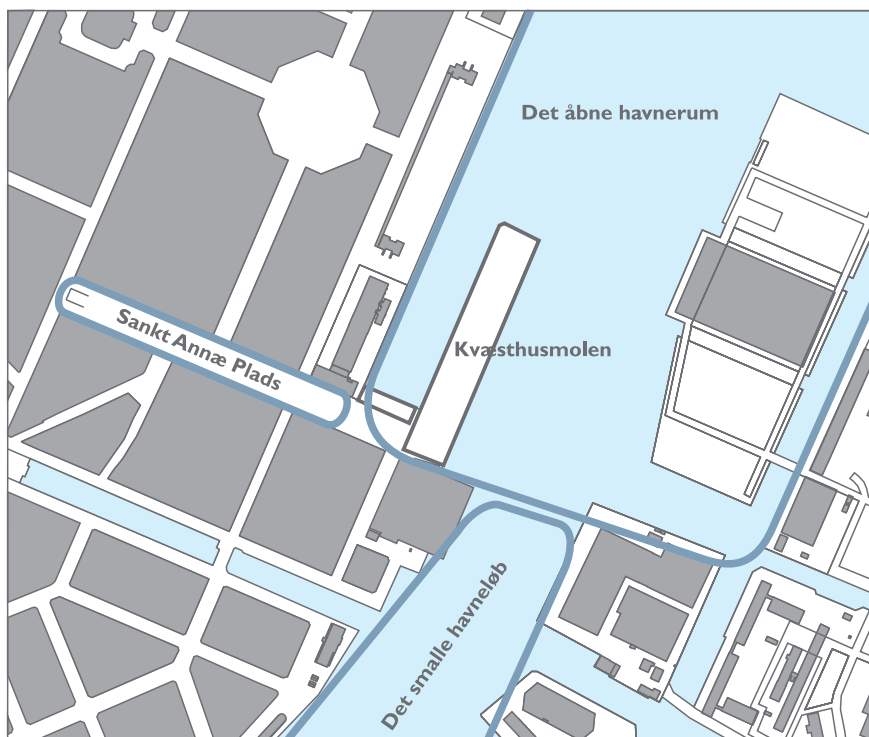 Det åbne havnerum
Sankt Annæ Plads
Kvæsthusmolen
Det smalle havneløb